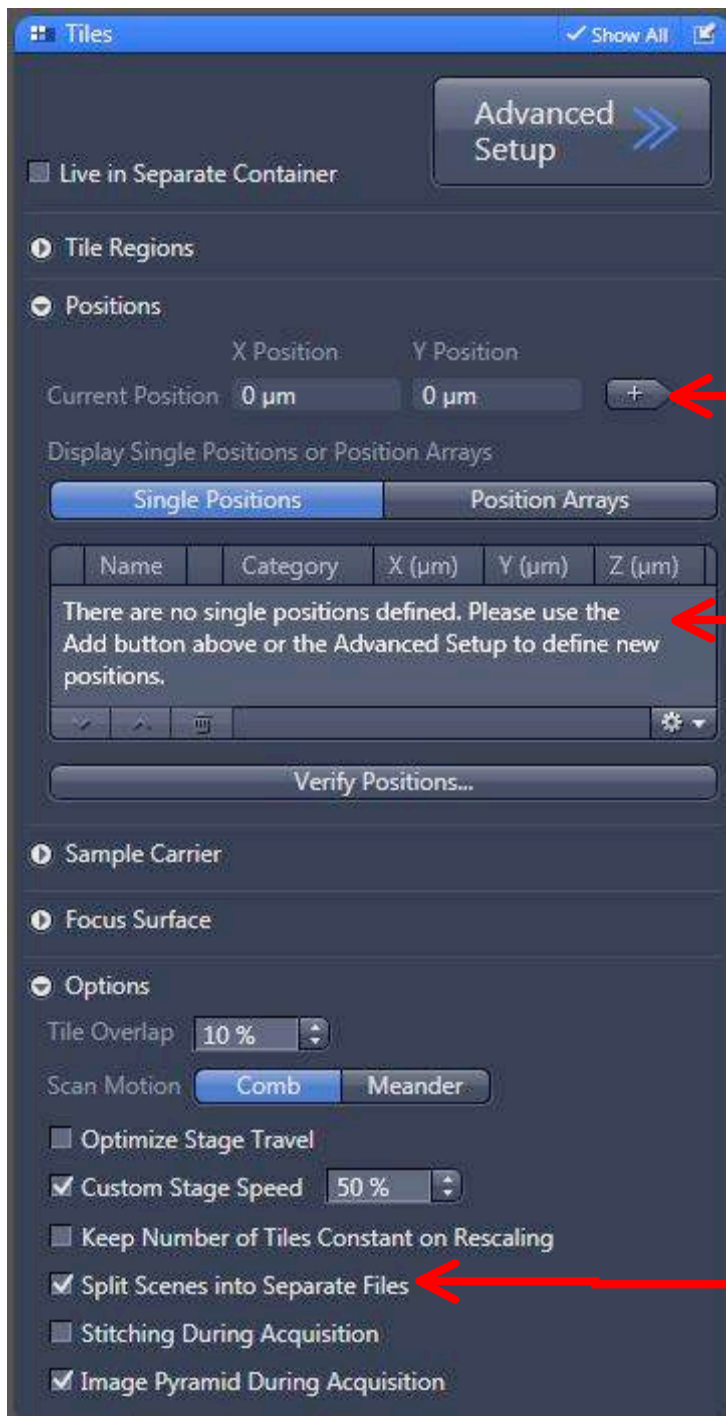 Tiles
Show All
Advanced
Setup
Live in Separate Container
Tile Regions
Positions
X Position Y Position
Current Position 0 µm 0 µm +
Display Single Positions or Position Arrays
Single Positions Position Arrays
Name Category X (µm) Y (µm) Z (µm)
There are no single positions defined. Please use the
Add button above or the Advanced Setup to define new
positions.
Verify Positions...
Sample Carrier
Focus Surface
Options
Tile Overlap 10 %
Scan Motion Comb Meander
Optimize Stage Travel
Custom Stage Speed 50 %
Keep Number of Tiles Constant on Rescaling
Split Scenes into Separate Files
Stitching During Acquisition
Image Pyramid During Acquisition